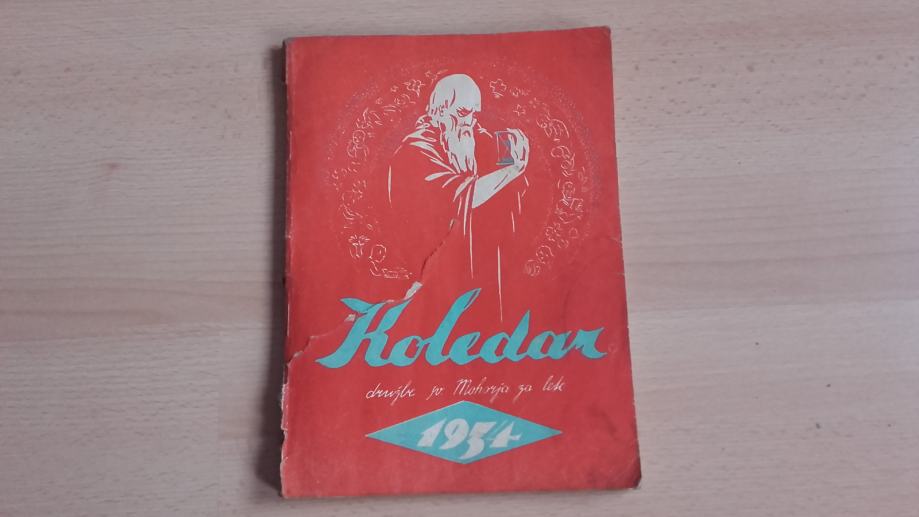 Koledar
družbe sv. Mohorja za leto
1954